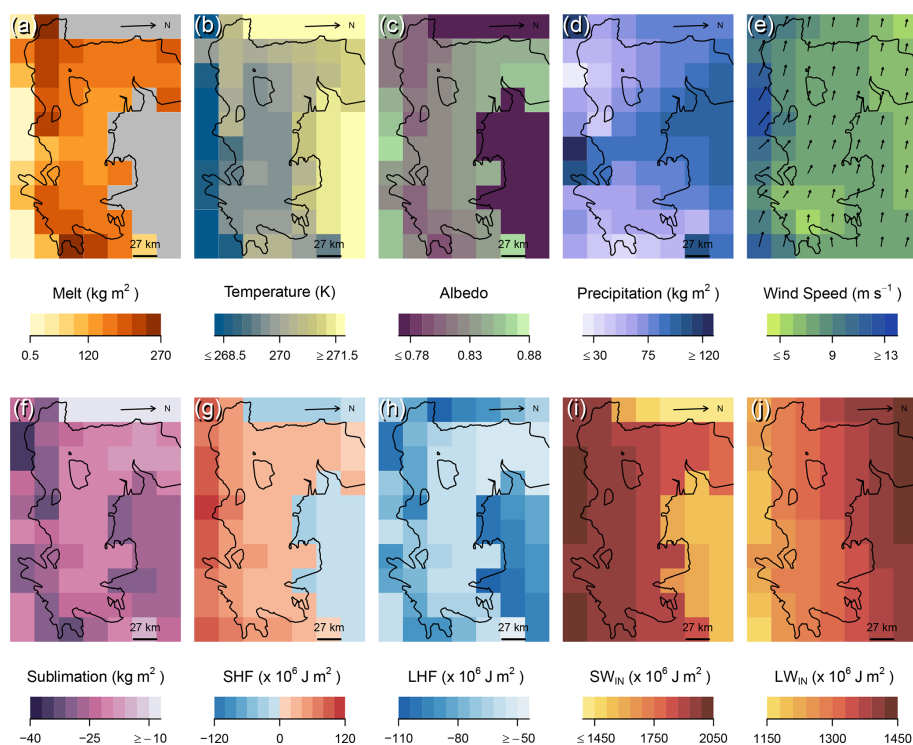 (a) N (b) N (c) N (d) N (e) N
27 km 27 km 27 km 27 km 27 km
Melt (kg m² ) Temperature (K) Albedo Precipitation (kg m² ) Wind Speed (m s⁻¹ )
0.5 120 270 ≤268.5 270 ≥271.5 ≤0.78 0.83 0.88 ≤30 75 ≥120 ≤5 9 ≥13
(f) N (g) N (h) N (i) N (j) N
27 km 27 km 27 km 27 km 27 km
Sublimation (kg m² ) SHF (x 10⁶ J m² ) LHF (x 10⁶ J m² ) SW_IN (x 10⁶ J m² ) LW_IN (x 10⁶ J m² )
−40 −25 ≥−10 −120 0 120 −110 −80 ≥−50 ≤1450 1750 2050 1150 1300 1450